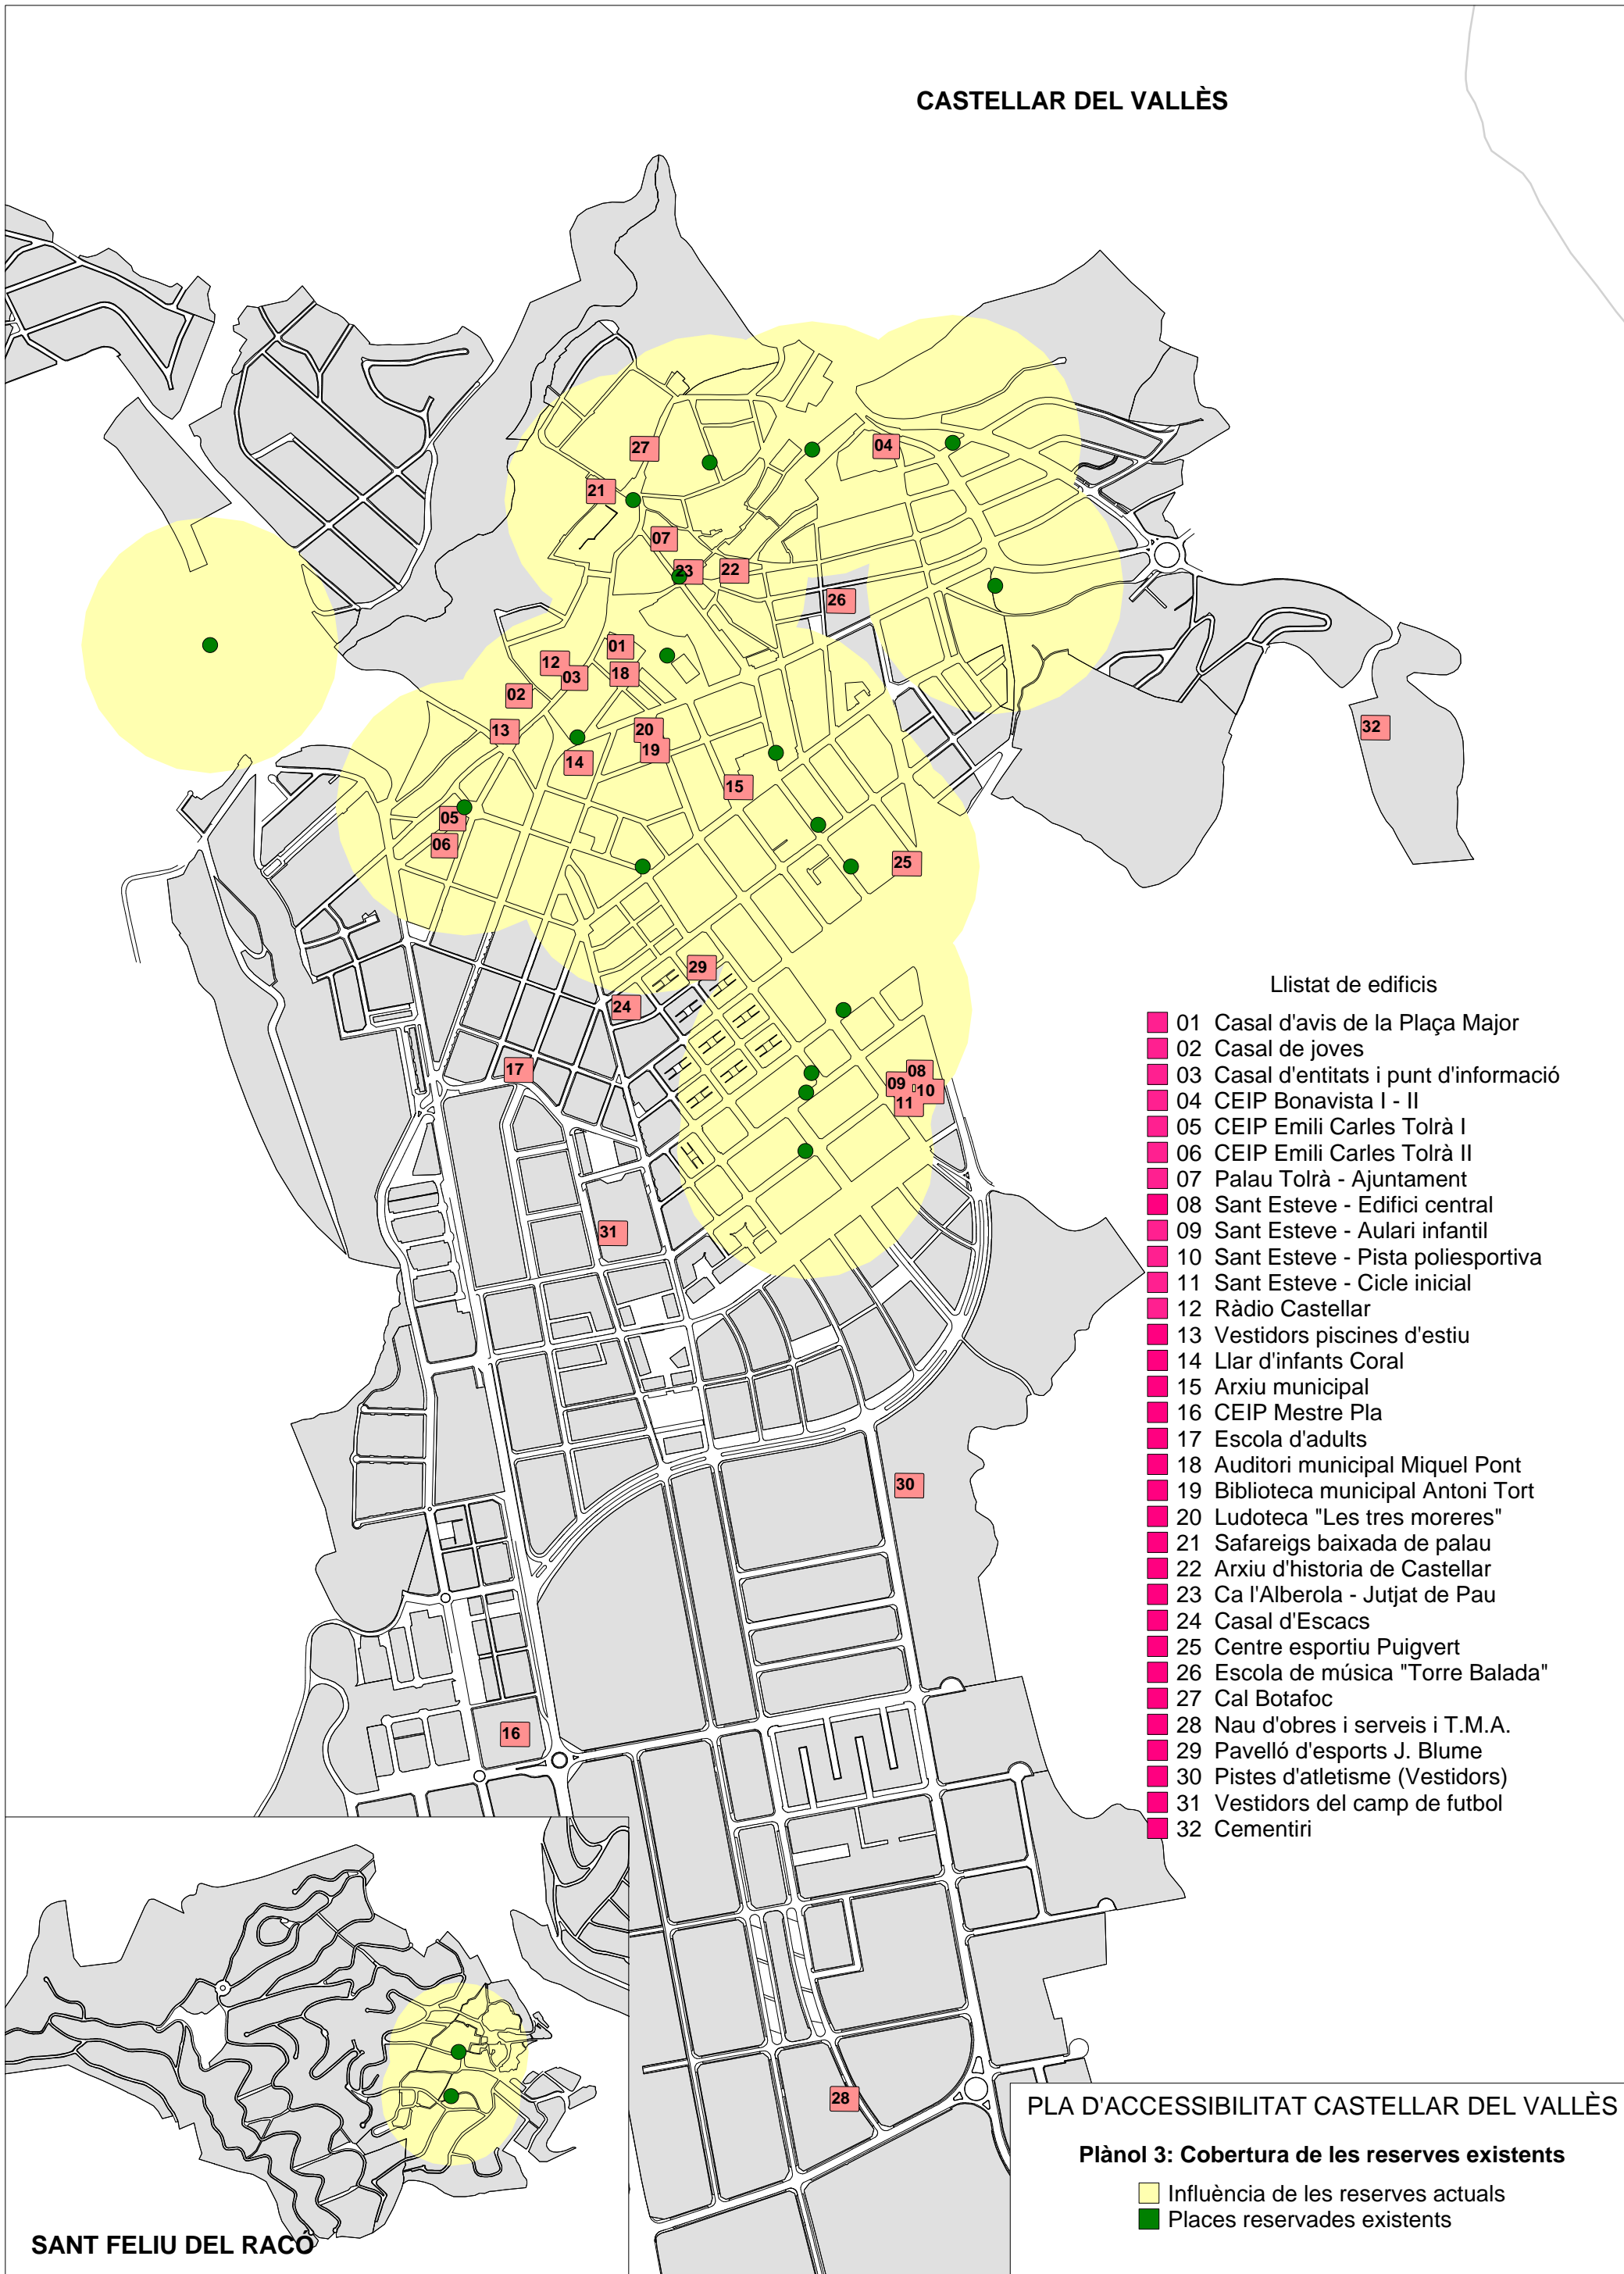 CASTELLAR DEL VALLÈS
27
04
21
07
23
22
26
01
12
03
18
02
13
20
19
14
32
15
05
06
25
29
24
17
08
09
10
11
31
30
16
28
Llistat de edificis
01 Casal d'avis de la Plaça Major
02 Casal de joves
03 Casal d'entitats i punt d'informació
04 CEIP Bonavista I - II
05 CEIP Emili Carles Tolrà I
06 CEIP Emili Carles Tolrà II
07 Palau Tolrà - Ajuntament
08 Sant Esteve - Edifici central
09 Sant Esteve - Aulari infantil
10 Sant Esteve - Pista poliesportiva
11 Sant Esteve - Cicle inicial
12 Ràdio Castellar
13 Vestidors piscines d'estiu
14 Llar d'infants Coral
15 Arxiu municipal
16 CEIP Mestre Pla
17 Escola d'adults
18 Auditori municipal Miquel Pont
19 Biblioteca municipal Antoni Tort
20 Ludoteca "Les tres moreres"
21 Safareigs baixada de palau
22 Arxiu d'historia de Castellar
23 Ca l'Alberola - Jutjat de Pau
24 Casal d'Escacs
25 Centre esportiu Puigvert
26 Escola de música "Torre Balada"
27 Cal Botafoc
28 Nau d'obres i serveis i T.M.A.
29 Pavelló d'esports J. Blume
30 Pistes d'atletisme (Vestidors)
31 Vestidors del camp de futbol
32 Cementiri
SANT FELIU DEL RACÓ
PLA D'ACCESSIBILITAT CASTELLAR DEL VALLÈS
Plànol 3: Cobertura de les reserves existents
Influència de les reserves actuals
Places reservades existents